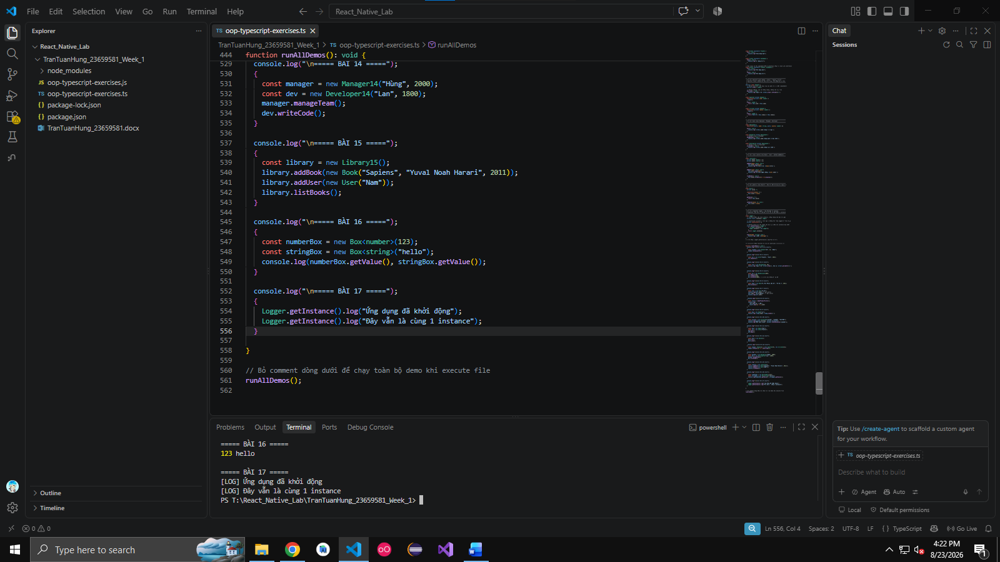 File Edit Selection View Go Run Terminal Help
React_Native_Lab
Explorer
React_Native_Lab
TranTuanHung_23659581_Week_1
node_modules
JS oop-typescript-exercises.js
TS oop-typescript-exercises.ts
{} package-lock.json
{} package.json
TranTuanHung_23659581.docx
Outline
Timeline
TS oop-typescript-exercises.ts
TranTuanHung_23659581_Week_1 > TS oop-typescript-exercises.ts > runAllDemos
444 function runAllDemos(): void {
529 console.log("\n===== BÀI 14 =====");
530 {
531 const manager = new Manager14("Hùng", 2000);
532 const dev = new Developer14("Lan", 1800);
533 manager.manageTeam();
534 dev.writeCode();
535 }
536
537 console.log("\n===== BÀI 15 =====");
538 {
539 const library = new Library15();
540 library.addBook(new Book("Sapiens", "Yuval Noah Harari", 2011));
541 library.addUser(new User("Nam"));
542 library.listBooks();
543 }
544
545 console.log("\n===== BÀI 16 =====");
546 {
547 const numberBox = new Box<number>(123);
548 const stringBox = new Box<string>("hello");
549 console.log(numberBox.getValue(), stringBox.getValue());
550 }
551
552 console.log("\n===== BÀI 17 =====");
553 {
554 Logger.getInstance().log("Ứng dụng đã khởi động");
555 Logger.getInstance().log("Đây vẫn là cùng 1 instance");
556 }
557
558 }
559
560 // Bỏ comment dòng dưới để chạy toàn bộ demo khi execute file
561 runAllDemos();
562
Problems Output Terminal Ports Debug Console
powershell
===== BÀI 16 =====
123 hello
===== BÀI 17 =====
[LOG] Ứng dụng đã khởi động
[LOG] Đây vẫn là cùng 1 instance
PS T:\React_Native_Lab\TranTuanHung_23659581_Week_1>
Chat
Sessions
Tip: Use /create-agent to scaffold a custom agent
for your workflow.
TS oop-typescript-exercises.ts
Describe what to build
Agent Auto
Local Default permissions
0 0
Ln 556, Col 4 Spaces: 2 UTF-8 LF {} TypeScript Go Live
Type here to search
4:22 PM
8/23/2026
1